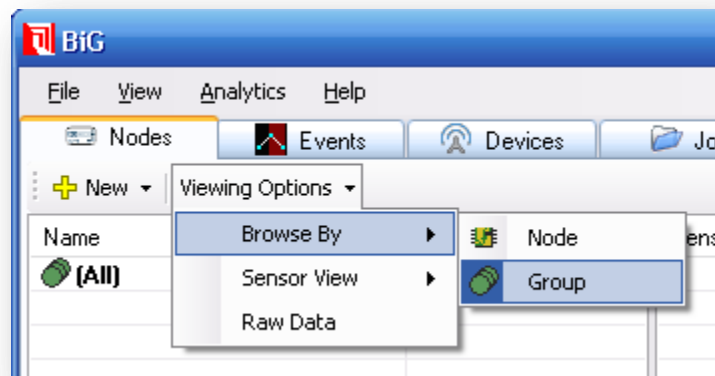 BiG
File View Analytics Help
Nodes Events Devices
New Viewing Options
Name Browse By Node
(All) Sensor View Group
Raw Data